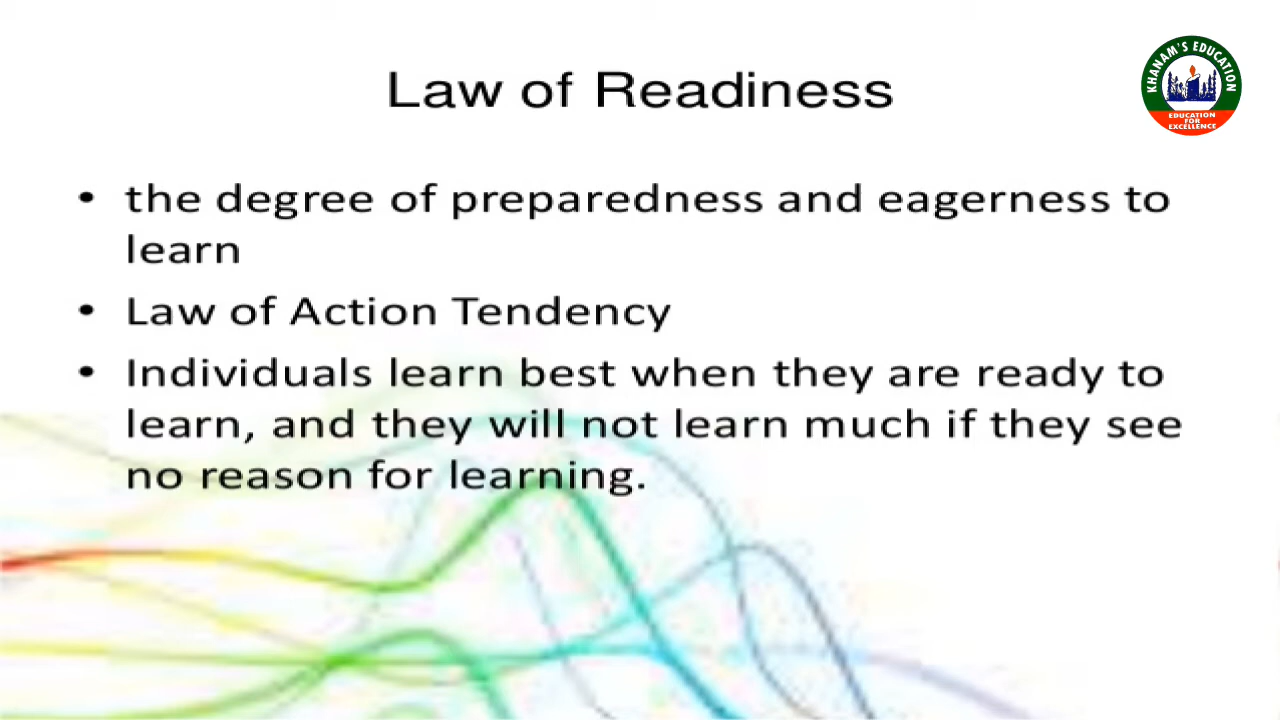 Law of Readiness
KHANAM'S EDUCATION
EDUCATION
FOR
EXCELLENCE
• the degree of preparedness and eagerness to
learn
• Law of Action Tendency
• Individuals learn best when they are ready to
learn, and they will not learn much if they see
no reason for learning.